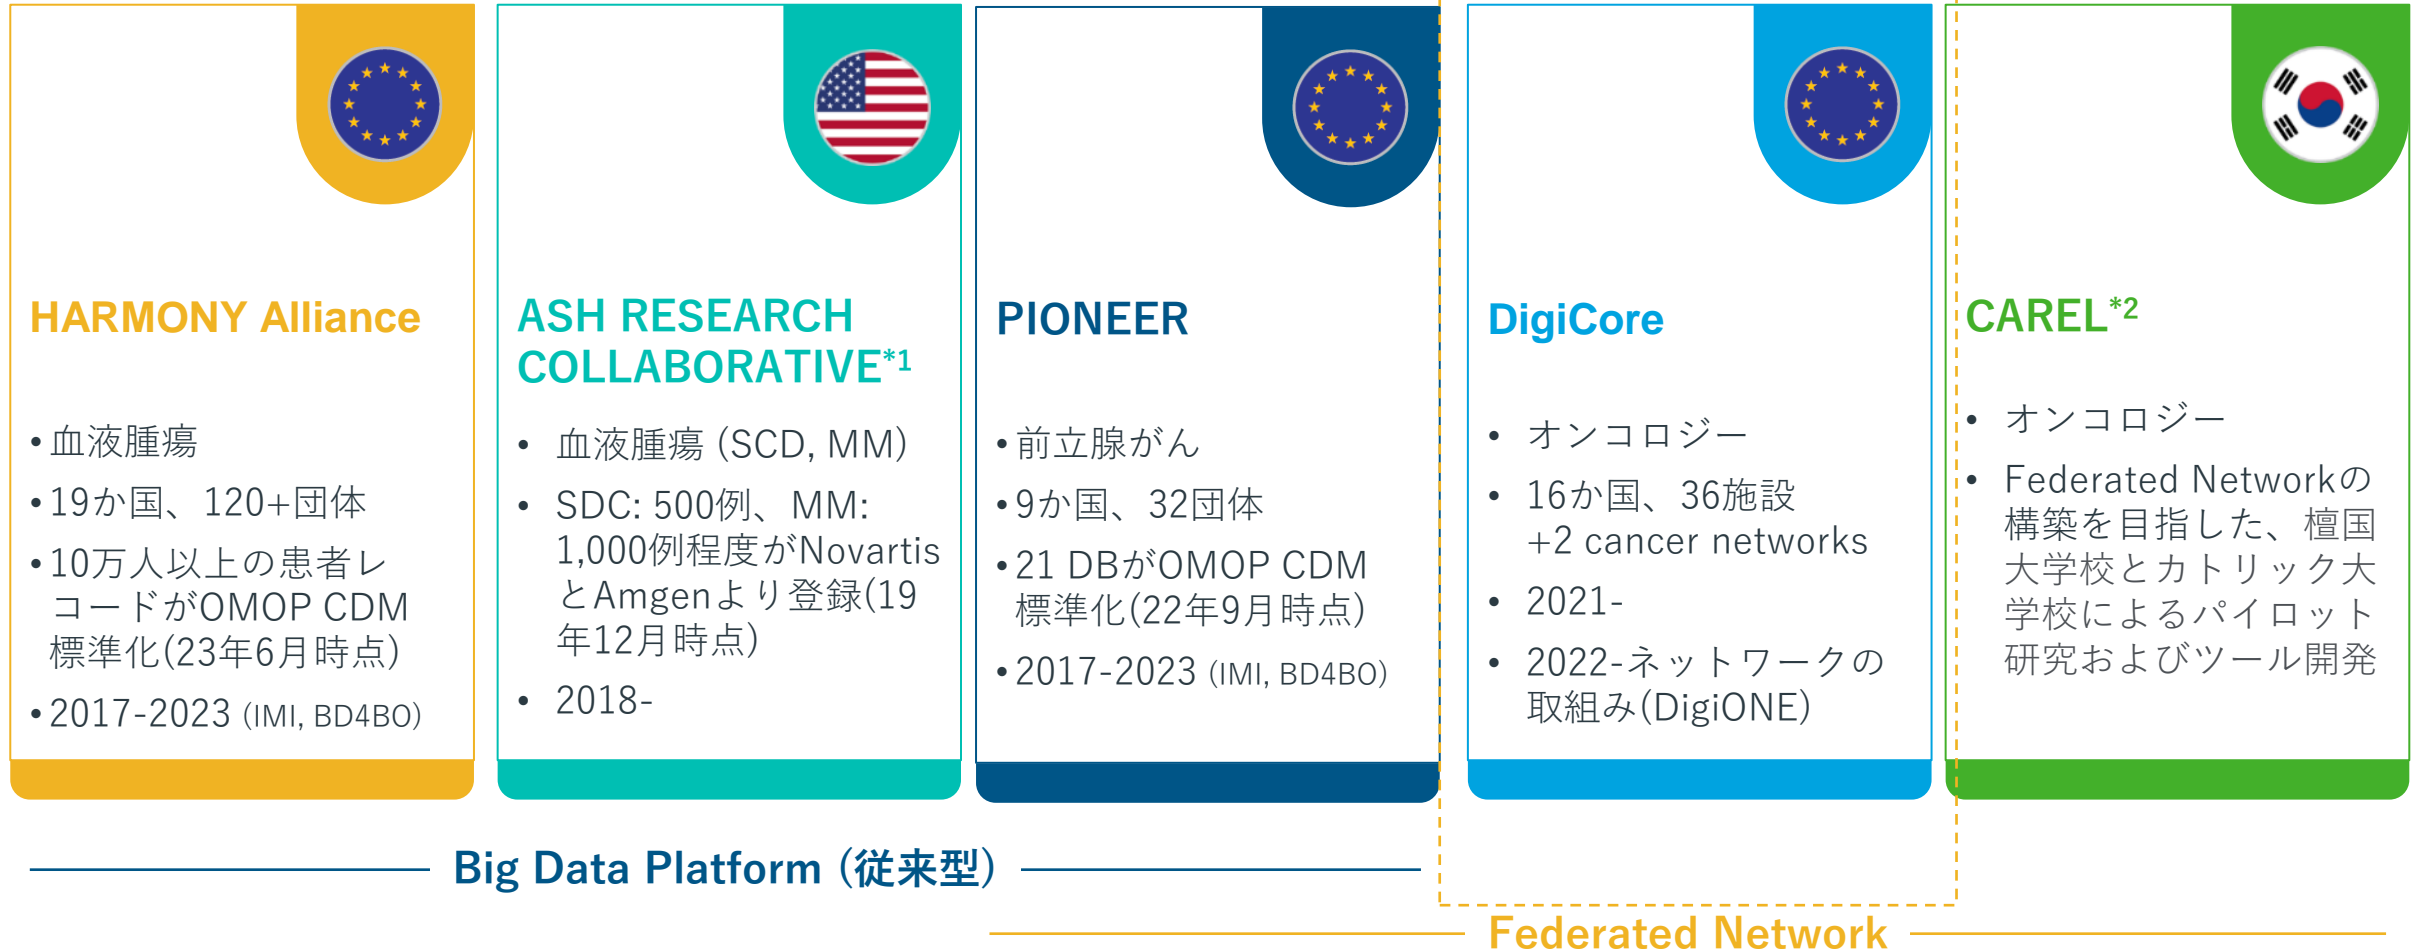 HARMONY Alliance
•血液腫瘍
•19か国、120+団体
•10万人以上の患者レ
コードがOMOP CDM
標準化(23年6月時点)
•2017-2023 (IMI, BD4BO)
ASH RESEARCH
COLLABORATIVE*1
• 血液腫瘍 (SCD, MM)
• SDC: 500例、MM:
1,000例程度がNovartis
とAmgenより登録(19
年12月時点)
• 2018-
PIONEER
•前立腺がん
•9か国、32団体
•21 DBがOMOP CDM
標準化(22年9月時点)
•2017-2023 (IMI, BD4BO)
DigiCore
• オンコロジー
• 16か国、36施設
+2 cancer networks
• 2021-
• 2022-ネットワークの
取組み(DigiONE)
CAREL*2
• オンコロジー
• Federated Networkの
構築を目指した、檀国
大学校とカトリック大
学校によるパイロット
研究およびツール開発
Big Data Platform (従来型)
Federated Network